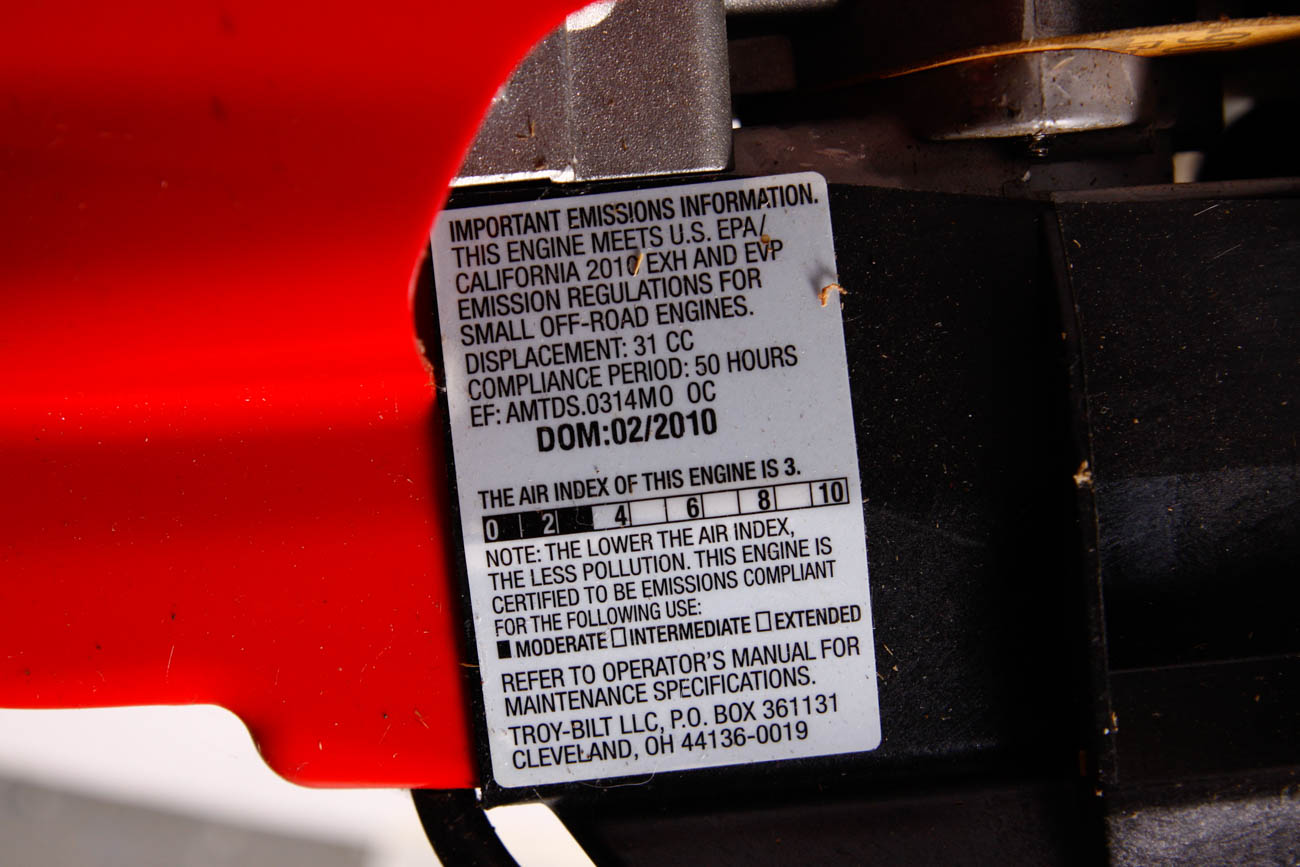 IMPORTANT EMISSIONS INFORMATION.
THIS ENGINE MEETS U.S. EPA/
CALIFORNIA 2010 EXH AND EVP
EMISSION REGULATIONS FOR
SMALL OFF-ROAD ENGINES.
DISPLACEMENT: 31 CC
COMPLIANCE PERIOD: 50 HOURS
EF: AMTDS.0314MO OC
DOM:02/2010
THE AIR INDEX OF THIS ENGINE IS 3.
0 2 4 6 8 10
NOTE: THE LOWER THE AIR INDEX,
THE LESS POLLUTION. THIS ENGINE IS
CERTIFIED TO BE EMISSIONS COMPLIANT
FOR THE FOLLOWING USE:
■ MODERATE □ INTERMEDIATE □ EXTENDED
REFER TO OPERATOR'S MANUAL FOR
MAINTENANCE SPECIFICATIONS.
TROY-BILT LLC, P.O. BOX 361131
CLEVELAND, OH 44136-0019